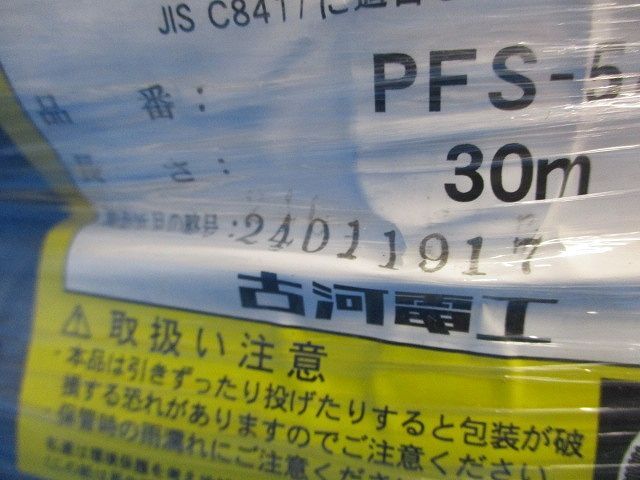 JIS C8411に適合
品番： PFS-5
長さ： 30m
の略号：24011917
古河電工
⚠取扱い注意
・本品は引きずったり投げたりすると包装が破
損する恐れがありますのでご注意ください
・保管時の雨濡れにご注意ください